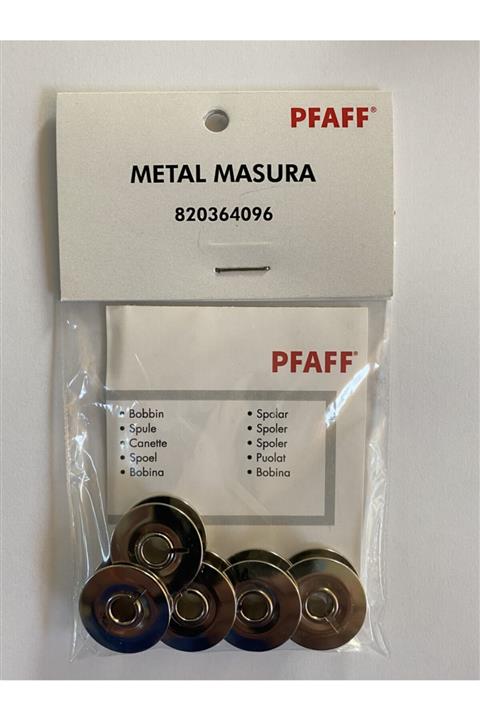 PFAFF®
METAL MASURA
820364096
PFAFF®
• Bobbin
• Spule
• Canette
• Spoel
• Bobina
• Spolar
• Spoler
• Spoler
• Puolat
• Bobina